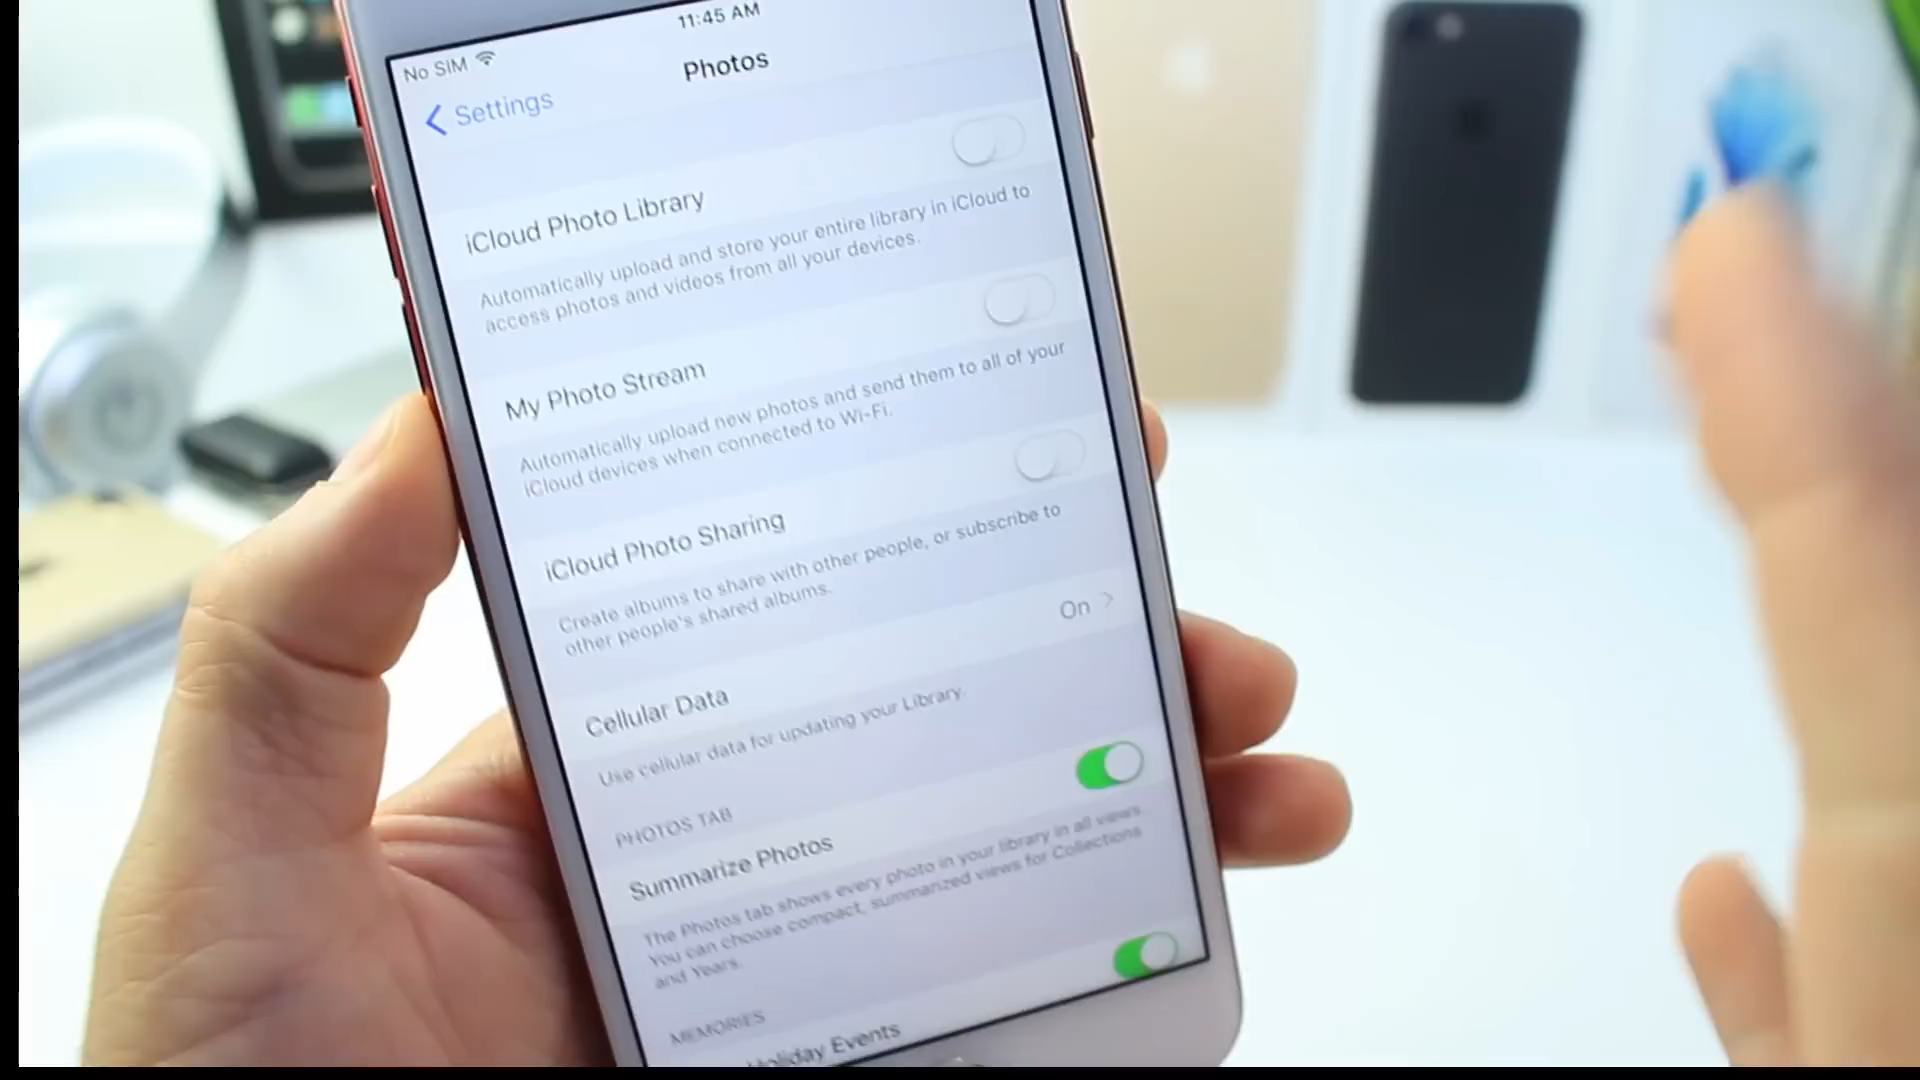 11:45 AM
No SIM
Photos
Settings
iCloud Photo Library
Automatically upload and store your entire library in iCloud to
access photos and videos from all your devices.
My Photo Stream
Automatically upload new photos and send them to all of your
iCloud devices when connected to Wi-Fi.
iCloud Photo Sharing
Create albums to share with other people, or subscribe to
other people's shared albums.
Cellular Data
On
Use cellular data for updating your Library.
PHOTOS TAB
Summarize Photos
The Photos tab shows every photo in your library in all views.
You can choose compact, summarized views for Collections
and Years.
MEMORIES
Holiday Events